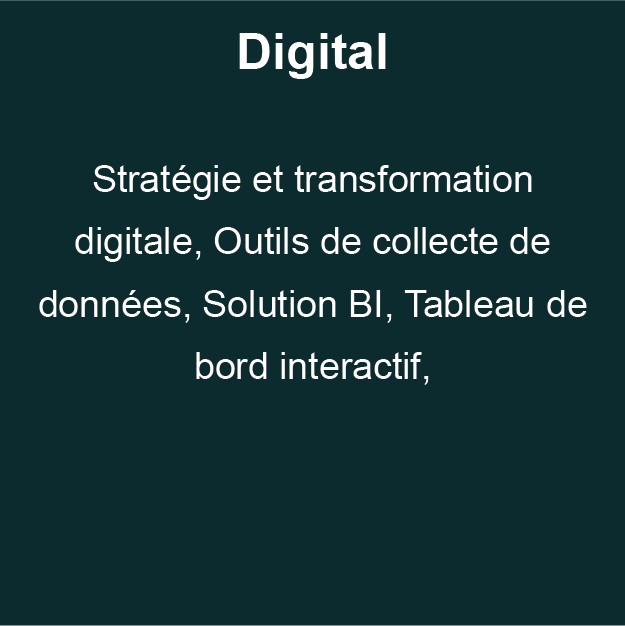 Digital
Stratégie et transformation
digitale, Outils de collecte de
données, Solution BI, Tableau de
bord interactif,